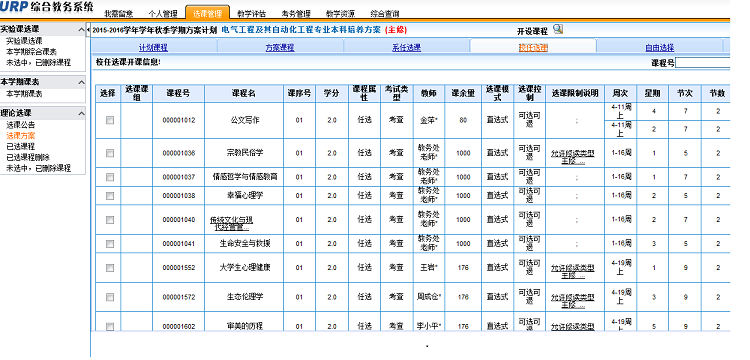 URP 综合教务系统
我需留意 个人管理 选课管理 教学评估 考务管理 教学资源 综合查询
实验课选课
实验课选课
本学期综合课表
未选中，已删除课程
本学期课表
本学期课表
理论选课
选课公告
选课方案
已选课程
已选课程删除
未选中，已删除课程
2015-2016学年学年秋季学期方案计划 电气工程及其自动化工程专业本科培养方案 (主修) 开设课程
计划课程 方案课程 系任选课 校任选课 自由选择
校任选课开课信息! 课程号
选择 选课课组 课程号 课程名 课序号 学分 课程属性 考试类型 教师 课余量 选课模式 选课控制 选课限制说明 周次 星期 节次 节数
000001012 公文写作 01 2.0 任选 考查 金萍* 80 直选式 可选可退 ; 4-11周上 4 7 2
4-11周上 2 7 2
000001036 宗教民俗学 01 2.0 任选 考查 教务处老师* 1000 直选式 可选可退 允许修读类型主修 ... 1-16周 1 5 2
000001037 情感哲学与情感教育 01 2.0 任选 考查 教务处老师* 1000 直选式 可选可退 ; 1-16周 1 7 2
000001038 幸福心理学 01 2.0 任选 考查 教务处老师* 1000 直选式 可选可退 ; 1-16周 2 5 2
000001040 传统文化与现代经营管... 01 2.0 任选 考查 教务处老师* 1000 直选式 可选可退 ; 1-16周 2 7 2
000001041 生命安全与救援 01 2.0 任选 考查 教务处老师* 1000 直选式 可选可退 ; 1-16周 3 5 2
000001552 大学生心理健康 01 2.0 任选 考查 王岩* 176 直选式 可选可退 允许修读类型主修 ... 4-19周上 1 9 2
000001572 生态伦理学 01 2.0 任选 考查 周成仓* 176 直选式 可选可退 允许修读类型主修 ... 4-19周上 3 9 2
000001602 审美的历程 01 2.0 任选 考查 李小平* 176 直选式 可选可退 允许修读类型 4-19周上 5 9 2